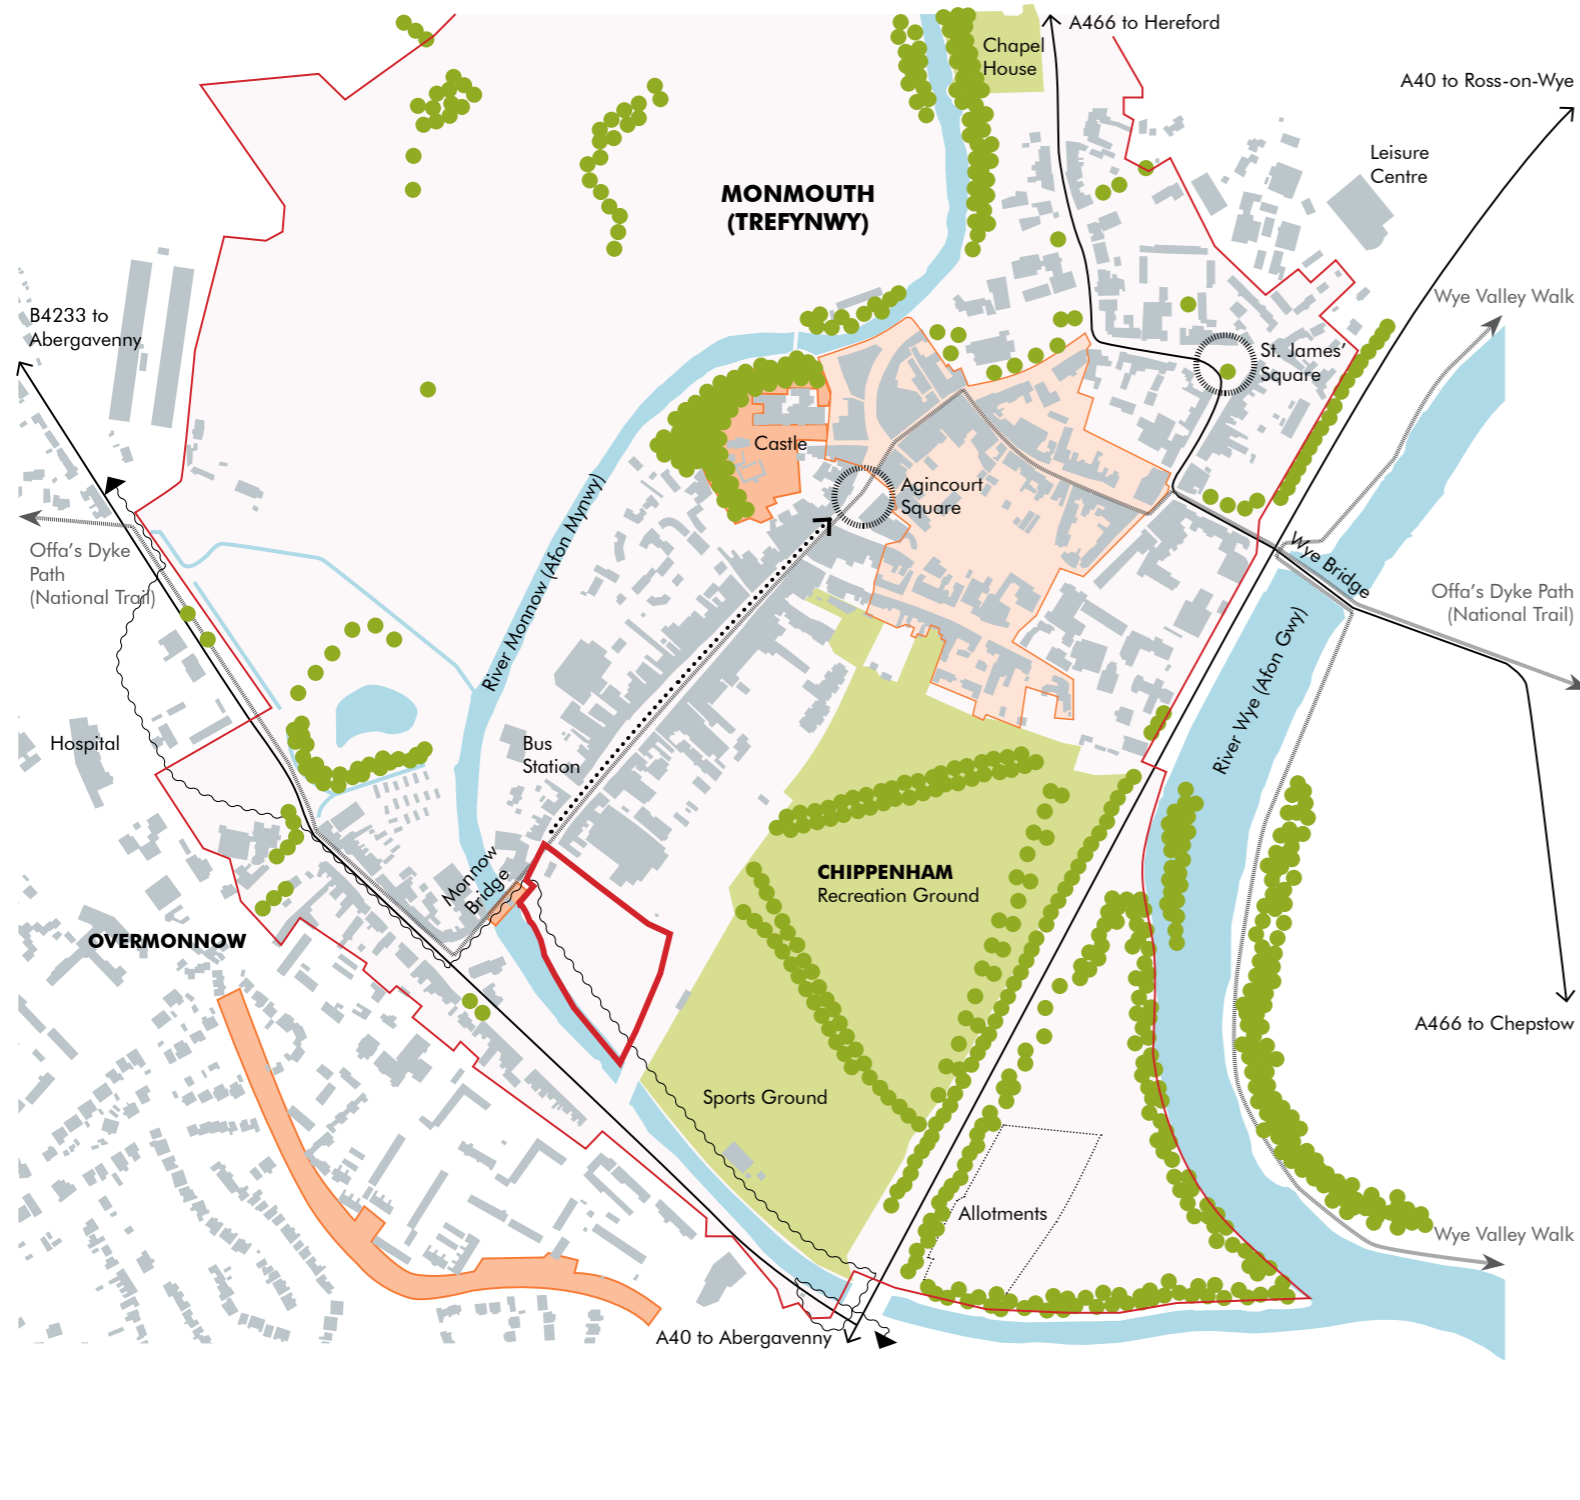 A466 to Hereford
Chapel
House
A40 to Ross-on-Wye
Leisure
Centre
MONMOUTH
(TREFYNWY)
Wye Valley Walk
B4233 to
Abergavenny
St. James'
Square
Castle
Agincourt
Square
River Monnow (Afon Mynwy)
Offa's Dyke
Path
(National Trail)
Wye Bridge
Offa's Dyke Path
(National Trail)
River Wye (Afon Gwy)
Hospital
Bus
Station
Monnow
Bridge
CHIPPENHAM
Recreation Ground
OVERMONNOW
A466 to Chepstow
Sports Ground
Allotments
Wye Valley Walk
A40 to Abergavenny